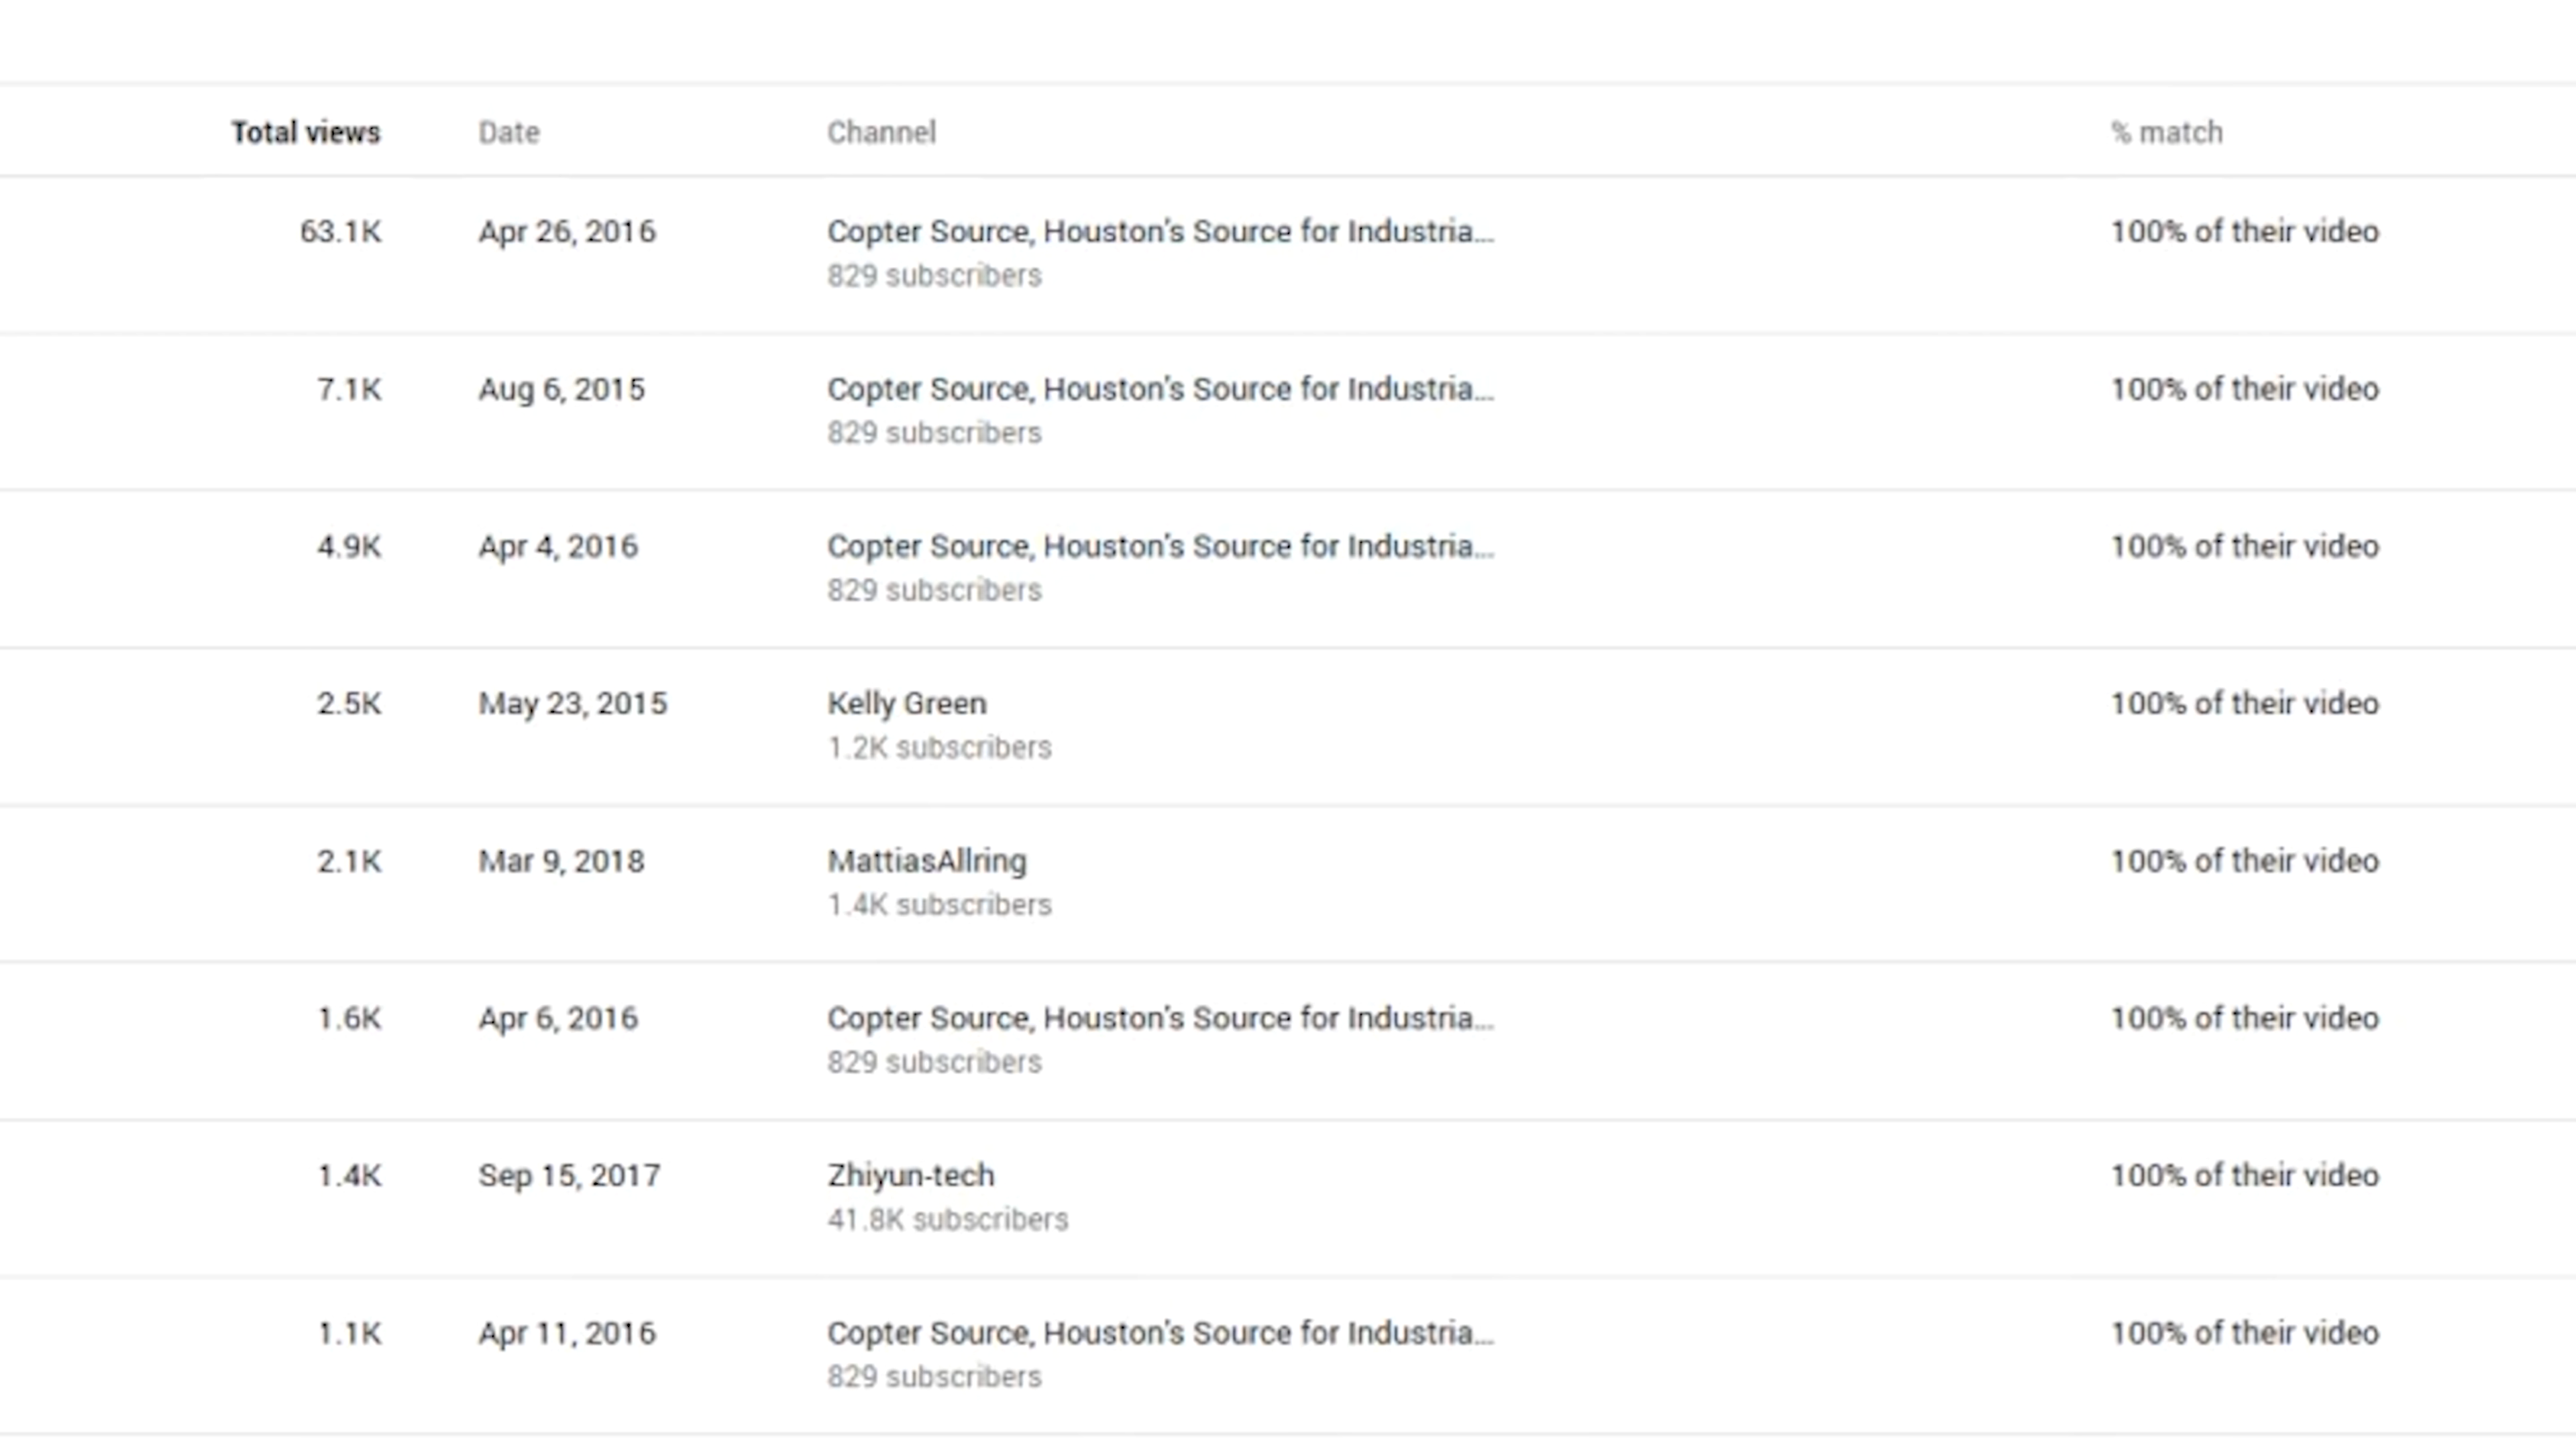 Total views Date Channel % match
63.1K Apr 26, 2016 Copter Source, Houston's Source for Industria... 100% of their video
829 subscribers
7.1K Aug 6, 2015 Copter Source, Houston's Source for Industria... 100% of their video
829 subscribers
4.9K Apr 4, 2016 Copter Source, Houston's Source for Industria... 100% of their video
829 subscribers
2.5K May 23, 2015 Kelly Green 100% of their video
1.2K subscribers
2.1K Mar 9, 2018 MattiasAllring 100% of their video
1.4K subscribers
1.6K Apr 6, 2016 Copter Source, Houston's Source for Industria... 100% of their video
829 subscribers
1.4K Sep 15, 2017 Zhiyun-tech 100% of their video
41.8K subscribers
1.1K Apr 11, 2016 Copter Source, Houston's Source for Industria... 100% of their video
829 subscribers